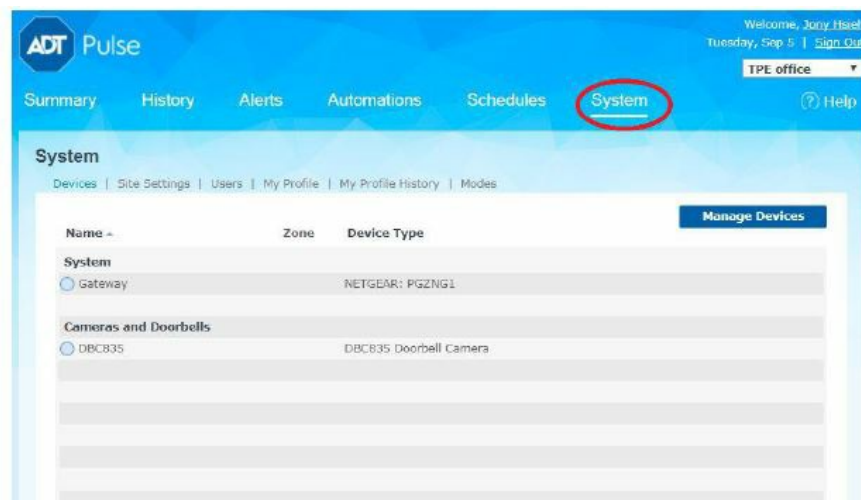 ADT Pulse
Welcome, Jony Hsieh
Tuesday, Sep 5 | Sign Out
TPE office
Summary History Alerts Automations Schedules System Help
System
Devices | Site Settings | Users | My Profile | My Profile History | Modes
Manage Devices
Name Zone Device Type
System
Gateway NETGEAR: PGZNG1
Cameras and Doorbells
DBC835 DBC835 Doorbell Camera